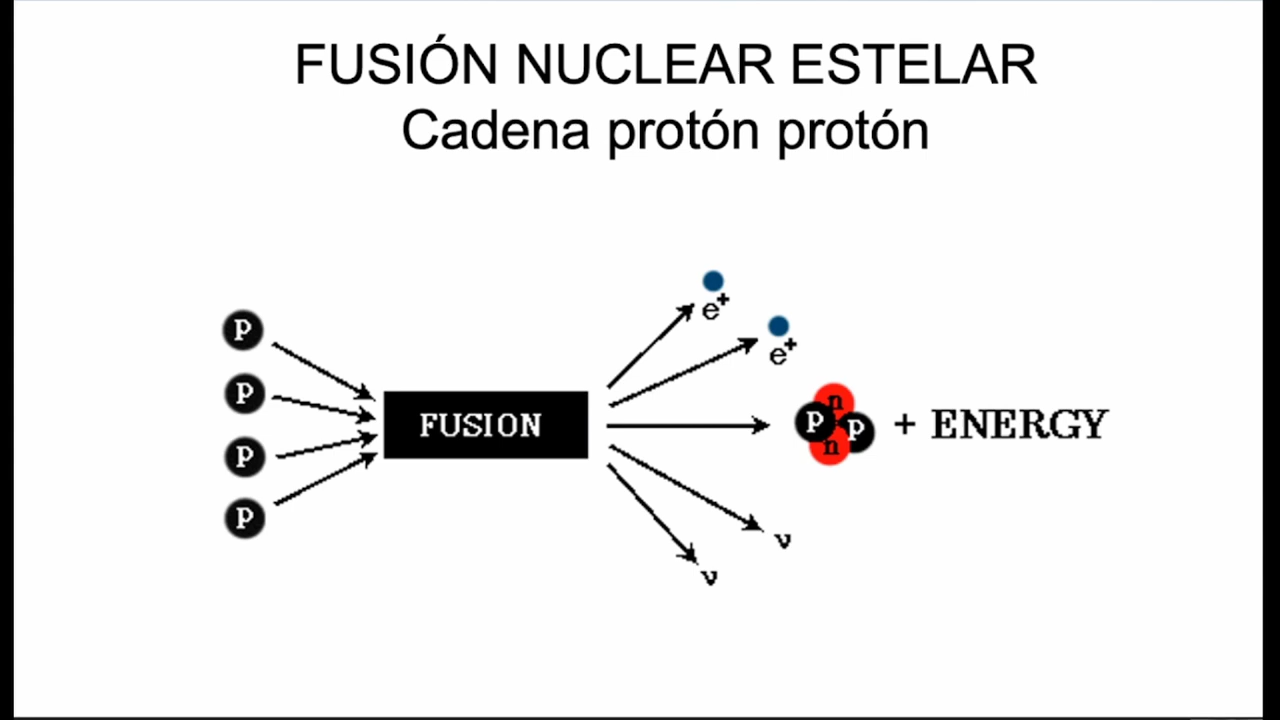 FUSIÓN NUCLEAR ESTELAR
Cadena protón protón
e+
e+
p
p
p
p
FUSION
n
p
p
n
+ ENERGY
ν
ν